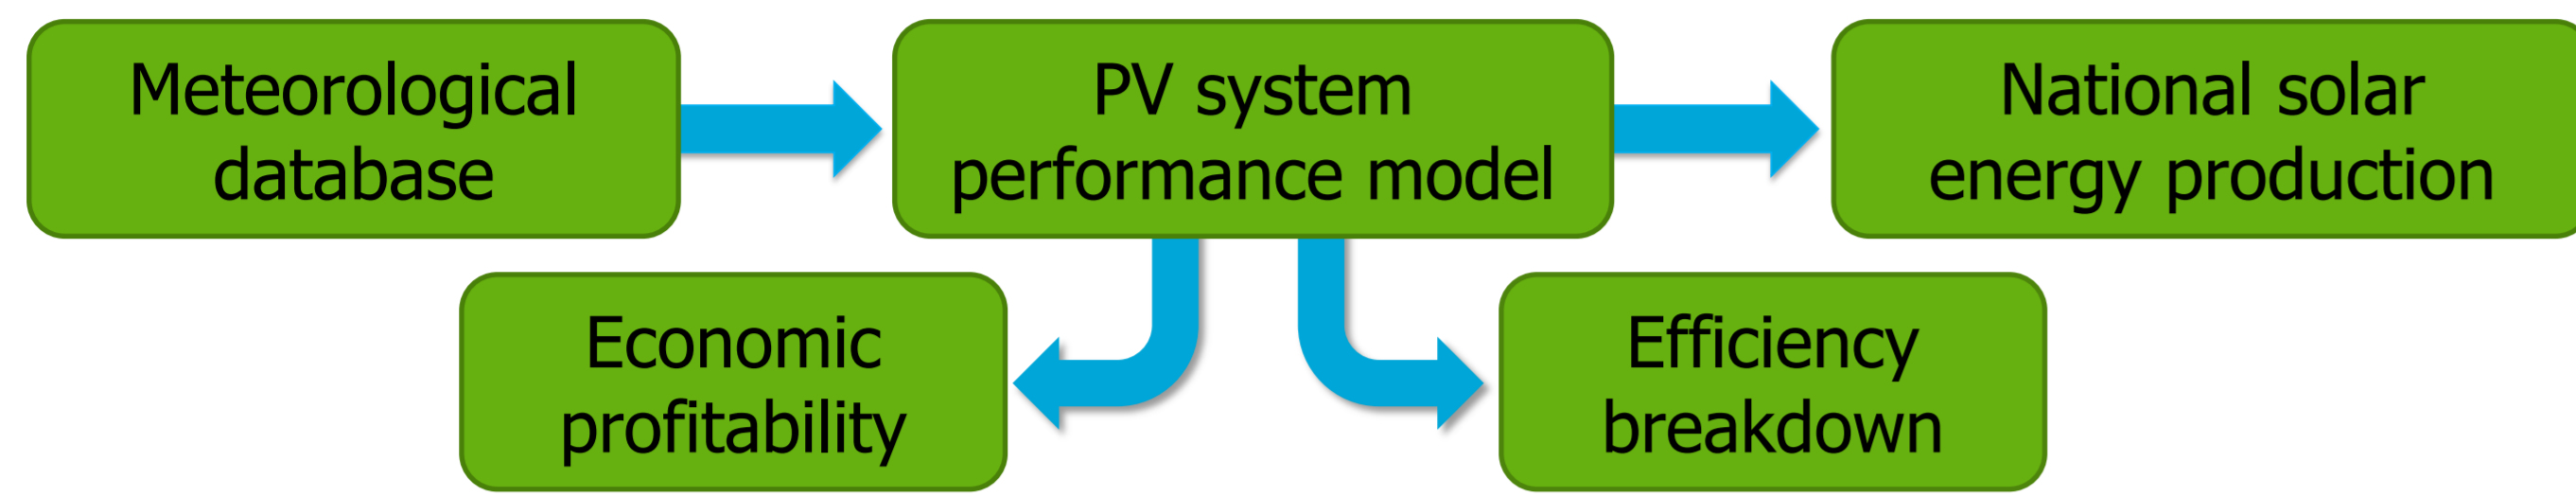 Meteorological
database
PV system
performance model
National solar
energy production
Economic
profitability
Efficiency
breakdown